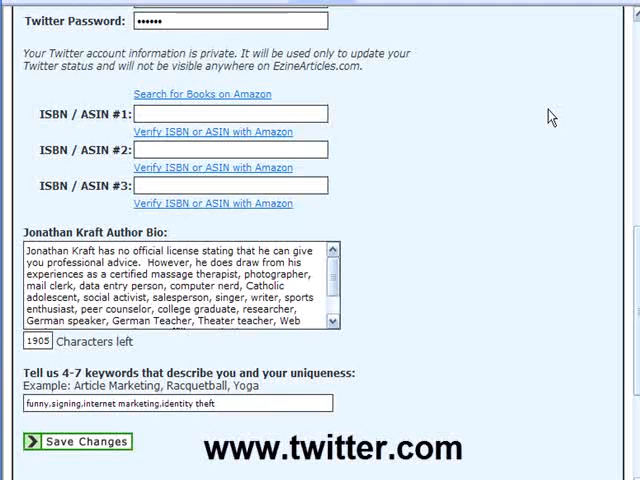 Twitter Password: ••••••
Your Twitter account information is private. It will be used only to update your
Twitter status and will not be visible anywhere on EzineArticles.com.
Search for Books on Amazon
ISBN / ASIN #1:
Verify ISBN or ASIN with Amazon
ISBN / ASIN #2:
Verify ISBN or ASIN with Amazon
ISBN / ASIN #3:
Verify ISBN or ASIN with Amazon
Jonathan Kraft Author Bio:
Jonathan Kraft has no official license stating that he can give
you professional advice. However, he does draw from his
experiences as a certified massage therapist, photographer,
mail clerk, data entry person, computer nerd, Catholic
adolescent, social activist, salesperson, singer, writer, sports
enthusiast, peer counselor, college graduate, researcher,
German speaker, German Teacher, Theater teacher, Web
1905 Characters left
Tell us 4-7 keywords that describe you and your uniqueness:
Example: Article Marketing, Racquetball, Yoga
funny,signing,internet marketing,identity theft
Save Changes
www.twitter.com